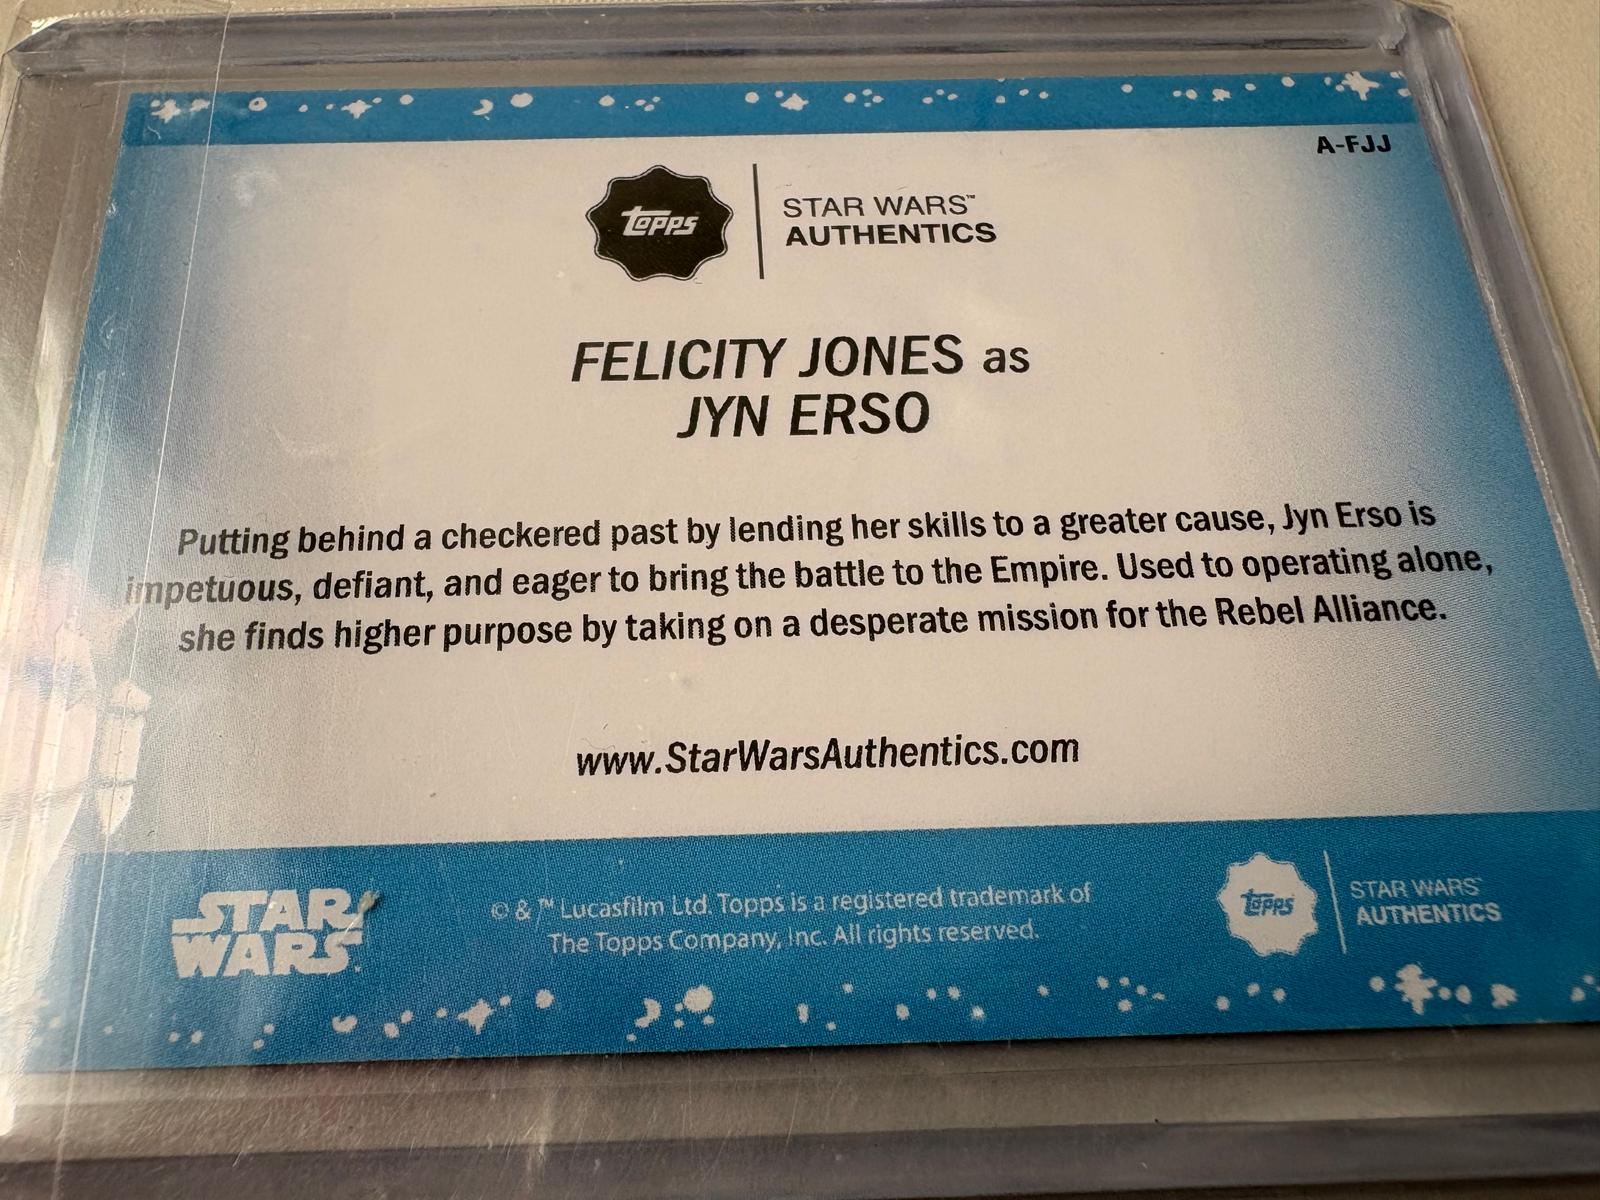 A-FJJ
Topps
STAR WARS™
AUTHENTICS
FELICITY JONES as
JYN ERSO
Putting behind a checkered past by lending her skills to a greater cause, Jyn Erso is
impetuous, defiant, and eager to bring the battle to the Empire. Used to operating alone,
she finds higher purpose by taking on a desperate mission for the Rebel Alliance.
www.StarWarsAuthentics.com
STAR
WARS
© & ™ Lucasfilm Ltd. Topps is a registered trademark of
The Topps Company, Inc. All rights reserved.
Topps
STAR WARS™
AUTHENTICS